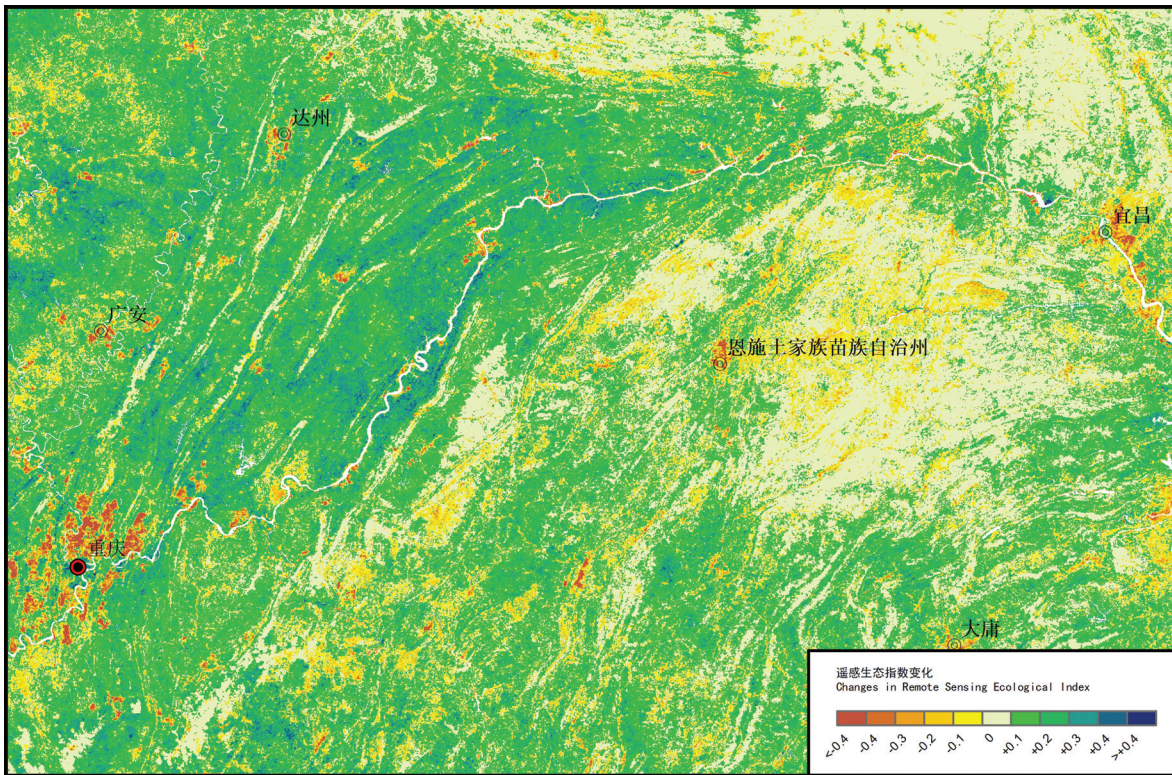 达州
宜昌
广安
恩施土家族苗族自治州
重庆
大庸
遥感生态指数变化
Changes in Remote Sensing Ecological Index
<-0.4
-0.4
-0.3
-0.2
-0.1
0
+0.1
+0.2
+0.3
+0.4
>+0.4